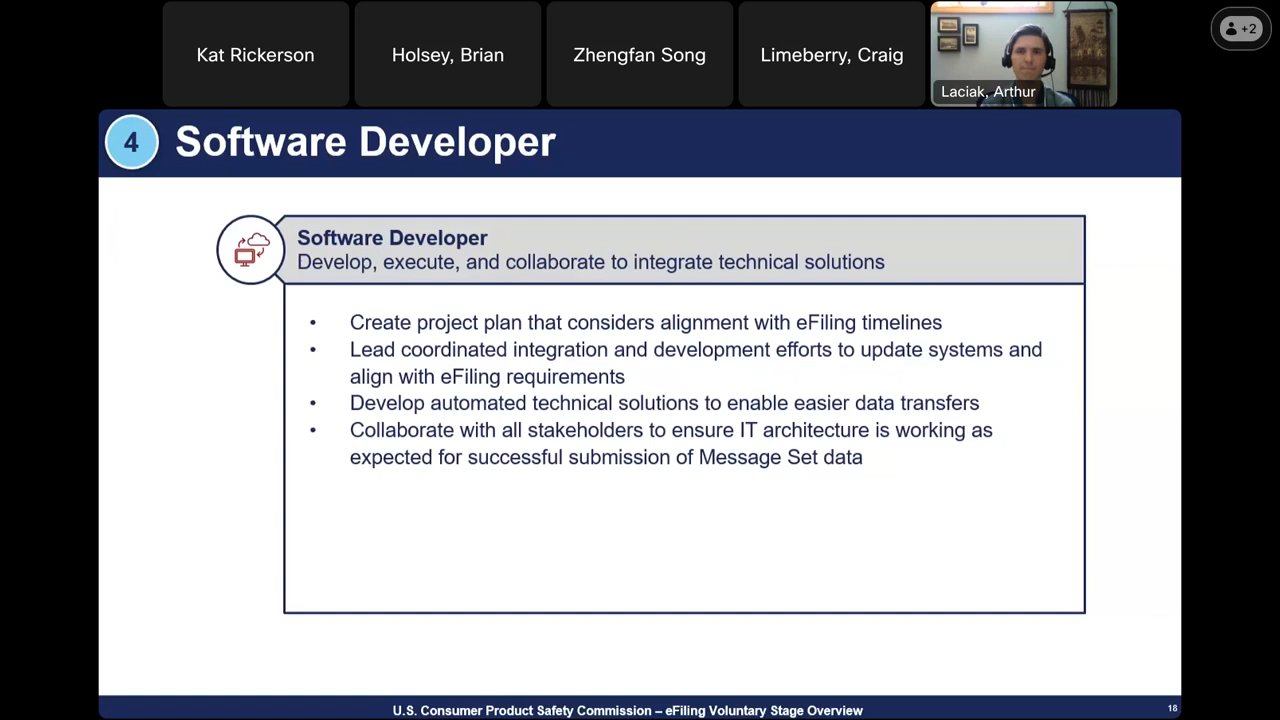 Kat Rickerson
Holsey, Brian
Zhengfan Song
Limeberry, Craig
Laciak, Arthur
+2
4
Software Developer
Software Developer
Develop, execute, and collaborate to integrate technical solutions
• Create project plan that considers alignment with eFiling timelines
• Lead coordinated integration and development efforts to update systems and
align with eFiling requirements
• Develop automated technical solutions to enable easier data transfers
• Collaborate with all stakeholders to ensure IT architecture is working as
expected for successful submission of Message Set data
U.S. Consumer Product Safety Commission – eFiling Voluntary Stage Overview
18